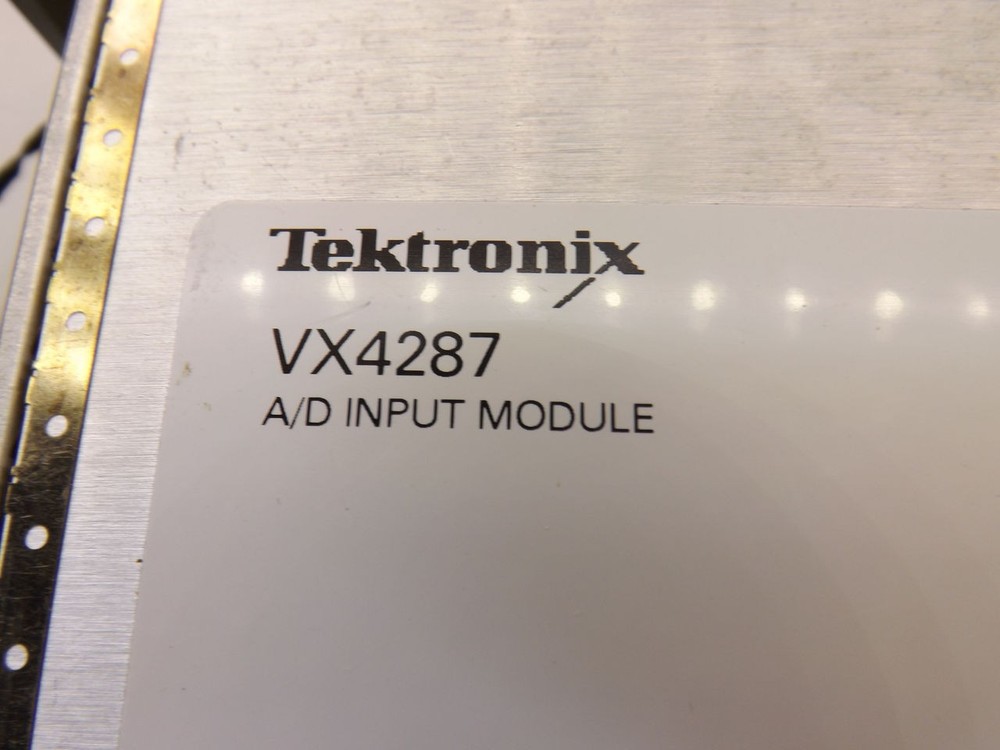 Tektronix
VX4287
A/D INPUT MODULE